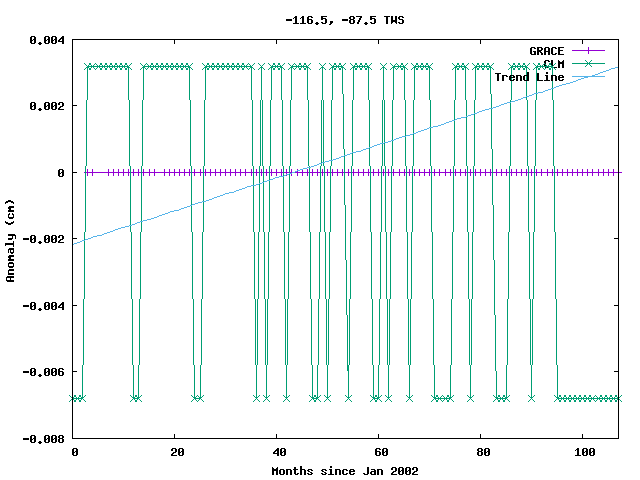 -116.5, -87.5 TWS
GRACE
CLM
Trend Line
0.004
0.002
0
-0.002
-0.004
-0.006
-0.008
Anomaly (cm)
0 20 40 60 80 100
Months since Jan 2002